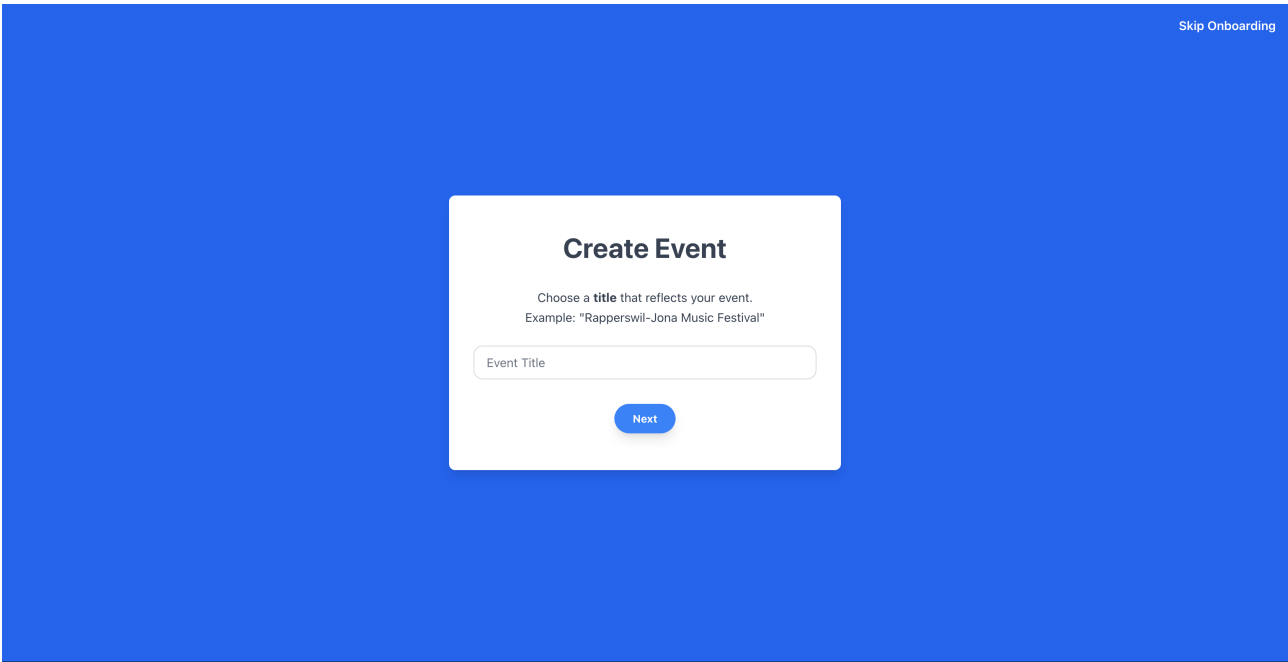 Skip Onboarding
Create Event
Choose a title that reflects your event.
Example: "Rapperswil-Jona Music Festival"
Event Title
Next